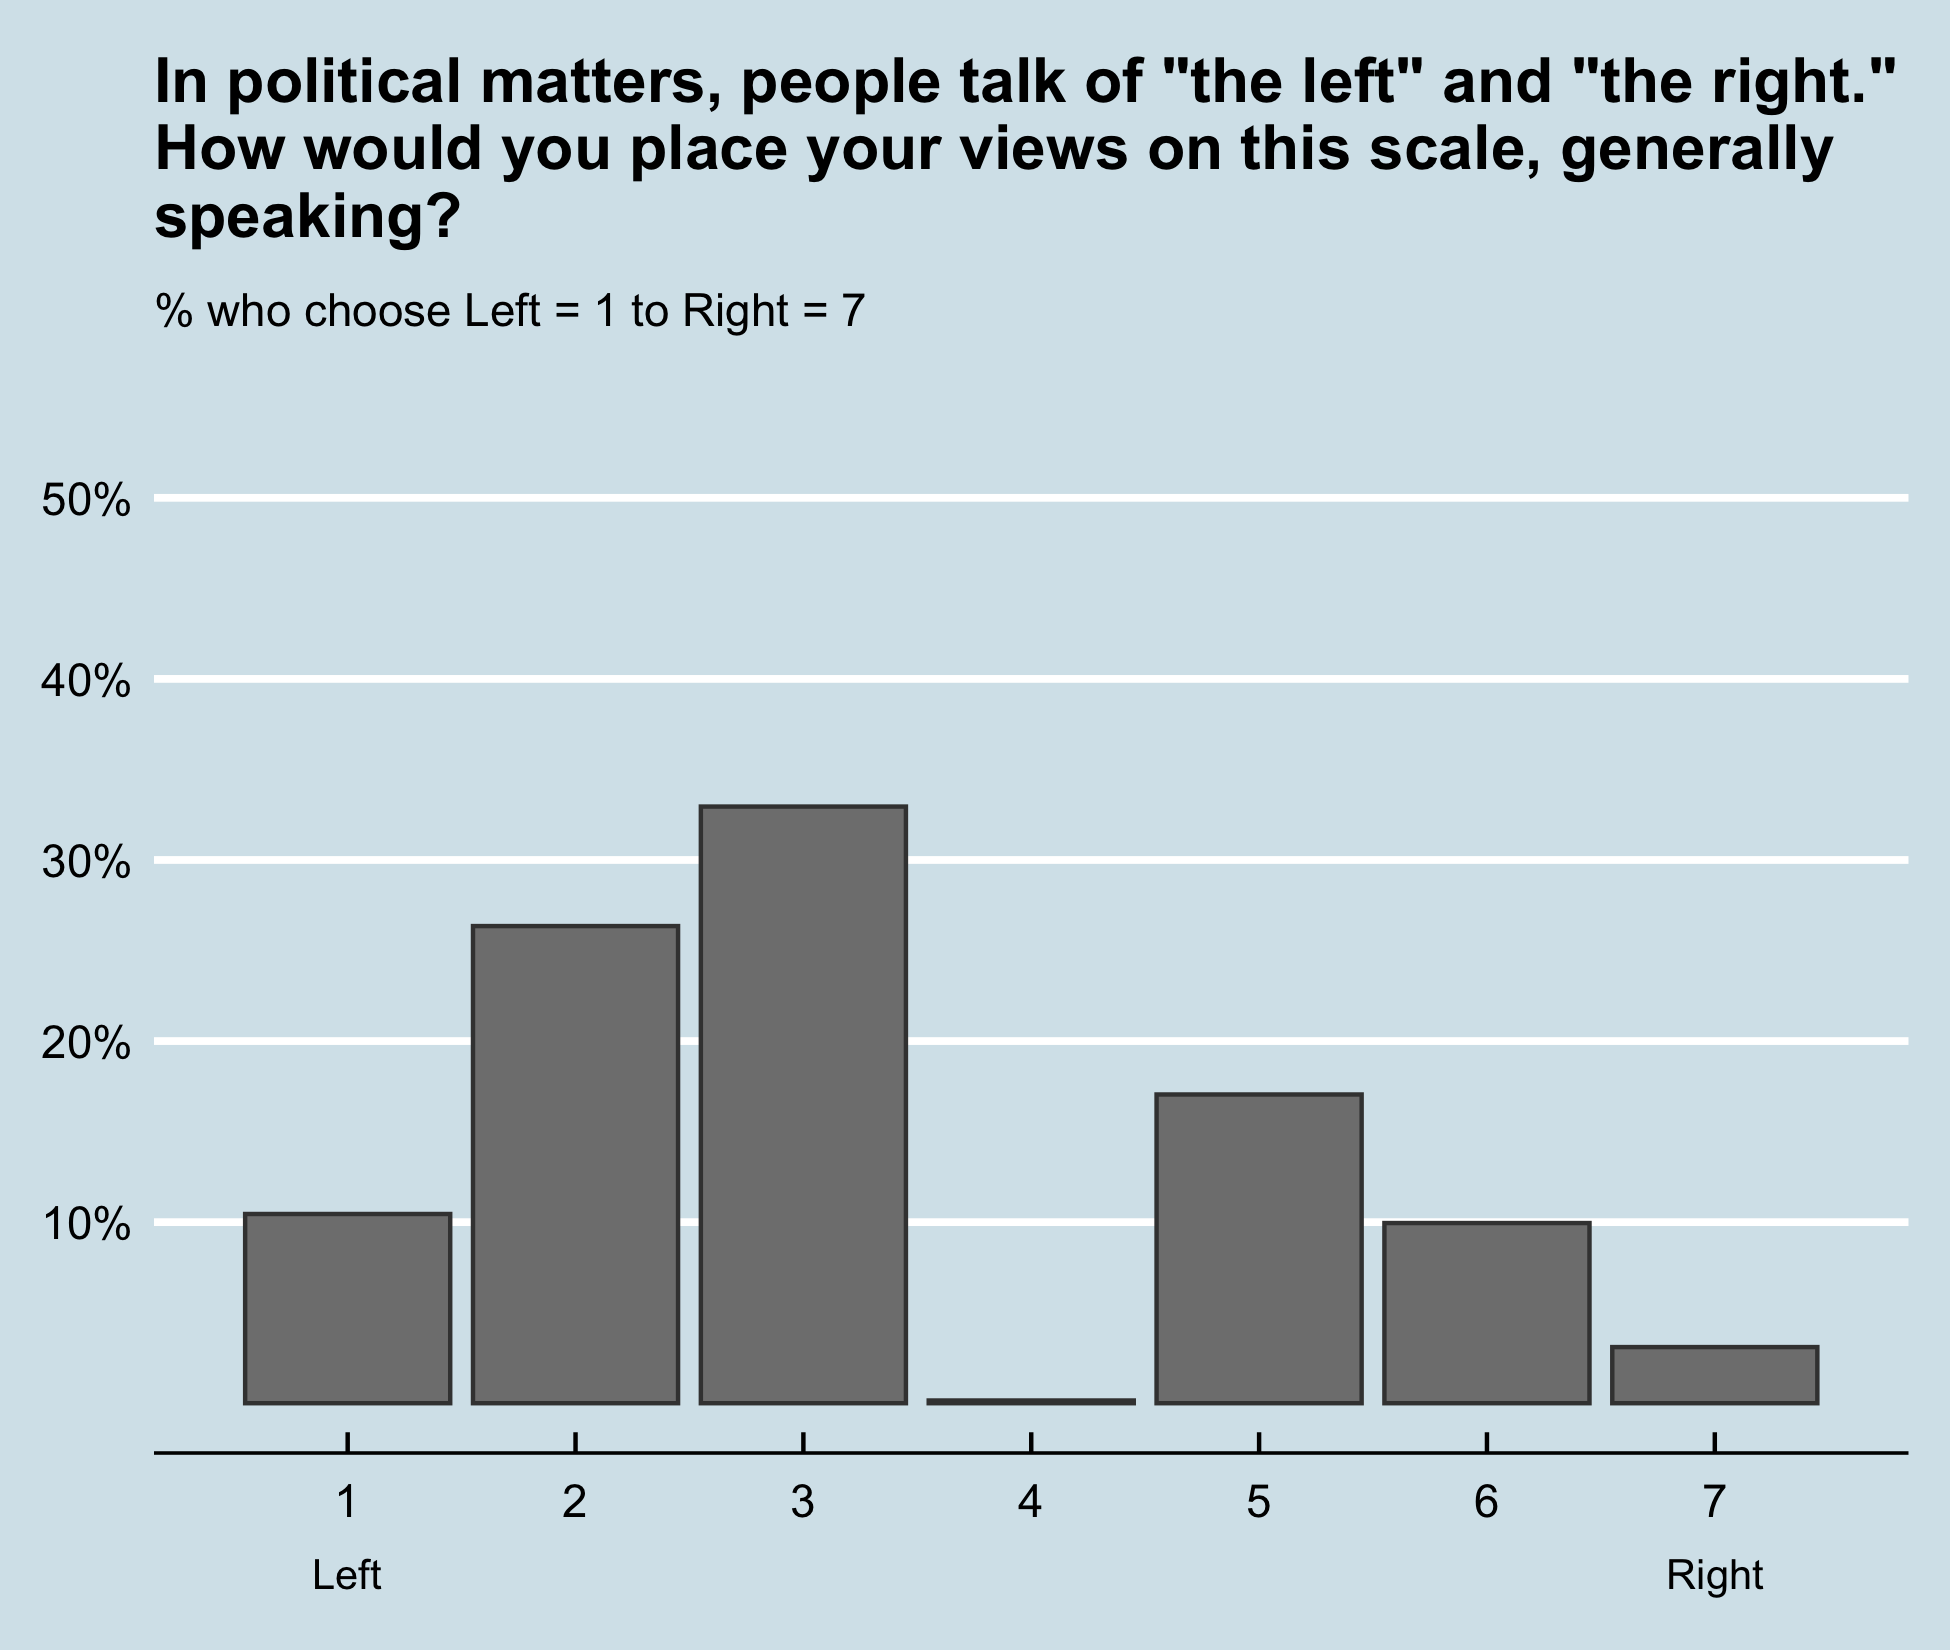 In political matters, people talk of "the left" and "the right."
How would you place your views on this scale, generally
speaking?
% who choose Left = 1 to Right = 7
50%
40%
30%
20%
10%
1 2 3 4 5 6 7
Left Right